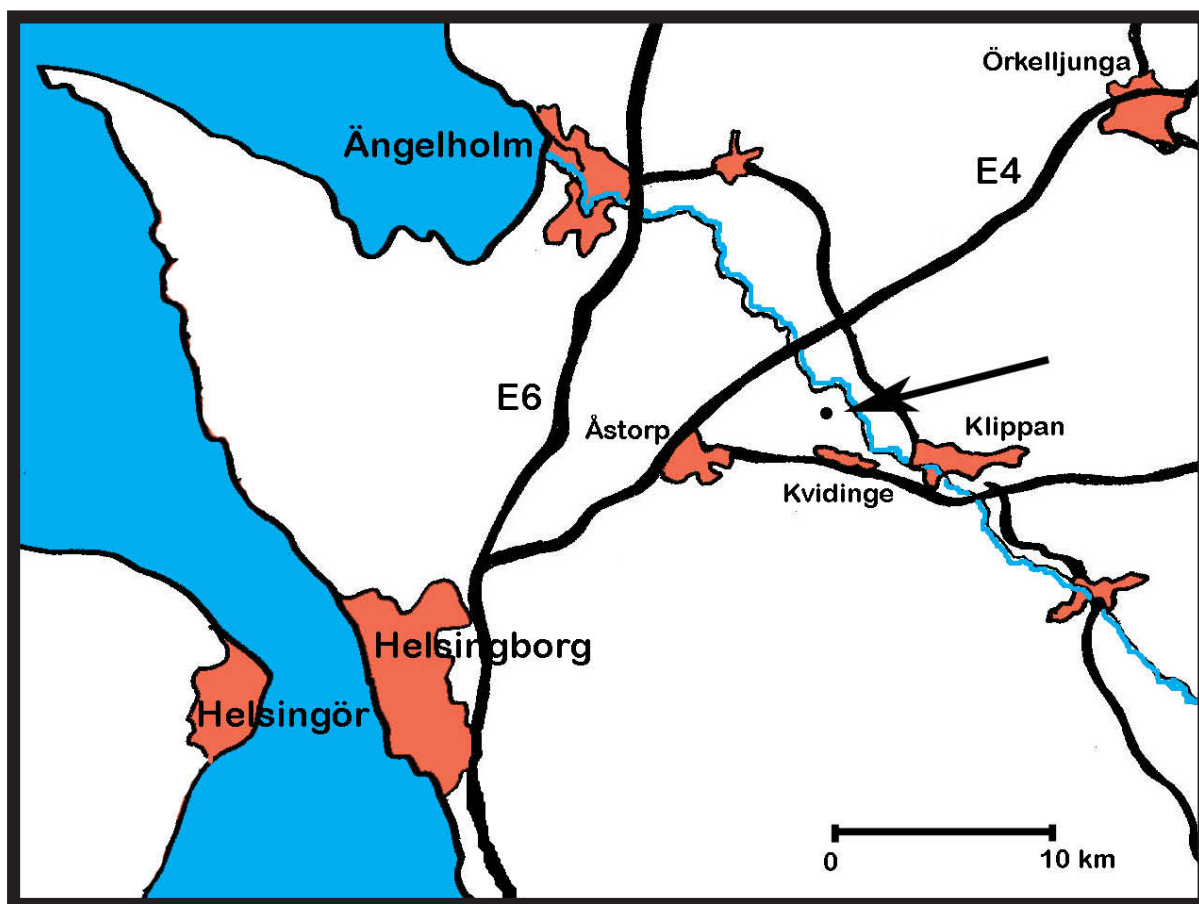 Örkelljunga
Ängelholm
E4
E6
Åstorp
Klippan
Kvidinge
Helsingborg
Helsingör
0
10 km